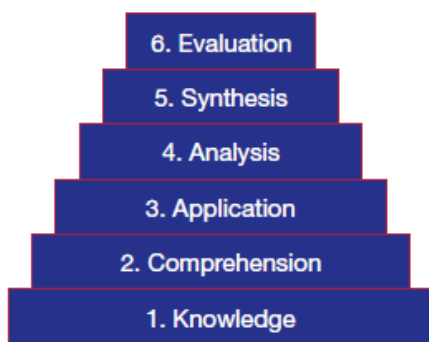 6. Evaluation
5. Synthesis
4. Analysis
3. Application
2. Comprehension
1. Knowledge